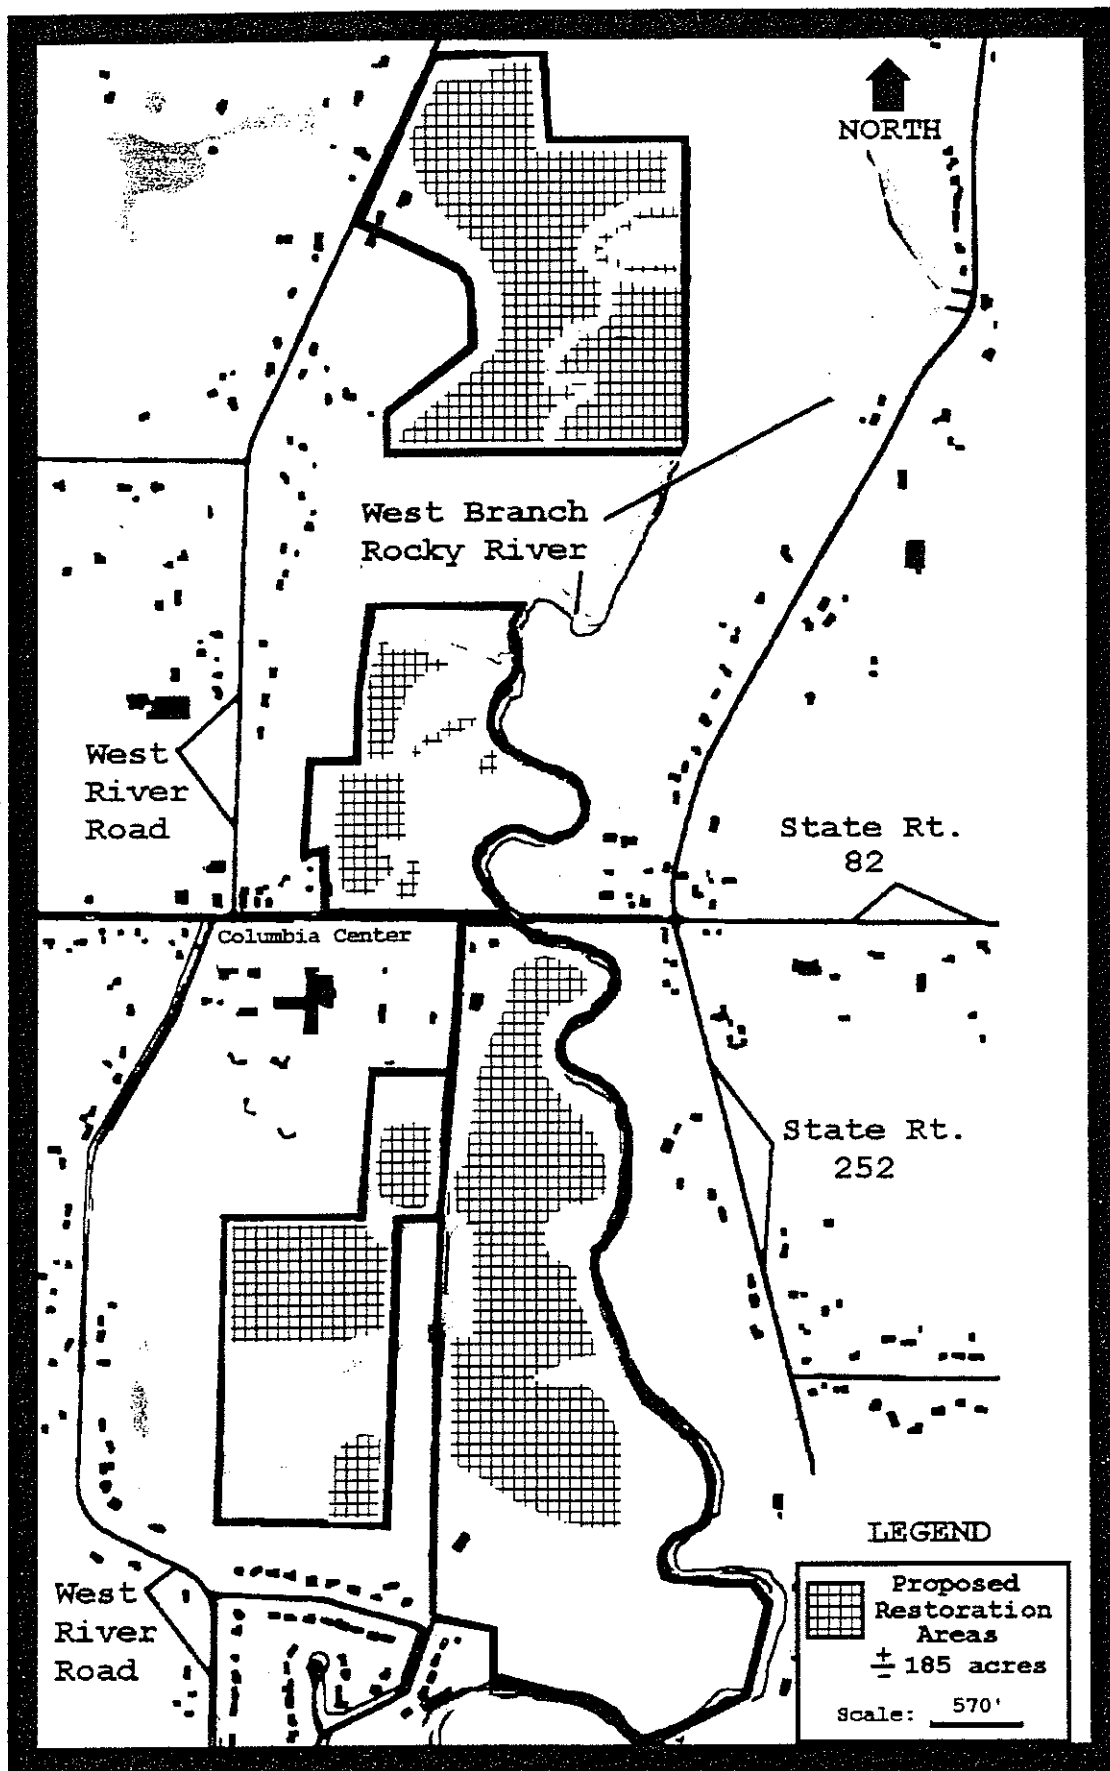 NORTH
West Branch
Rocky River
West
River
Road
State Rt.
82
Columbia Center
State Rt.
252
LEGEND
Proposed
Restoration
Areas
± 185 acres
Scale: 570'
West
River
Road